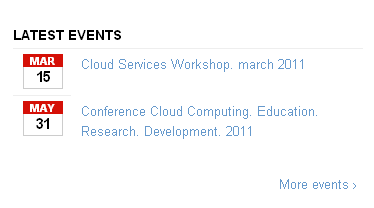 LATEST EVENTS
MAR
15
Cloud Services Workshop. march 2011
MAY
31
Conference Cloud Computing. Education.
Research. Development. 2011
More events ›